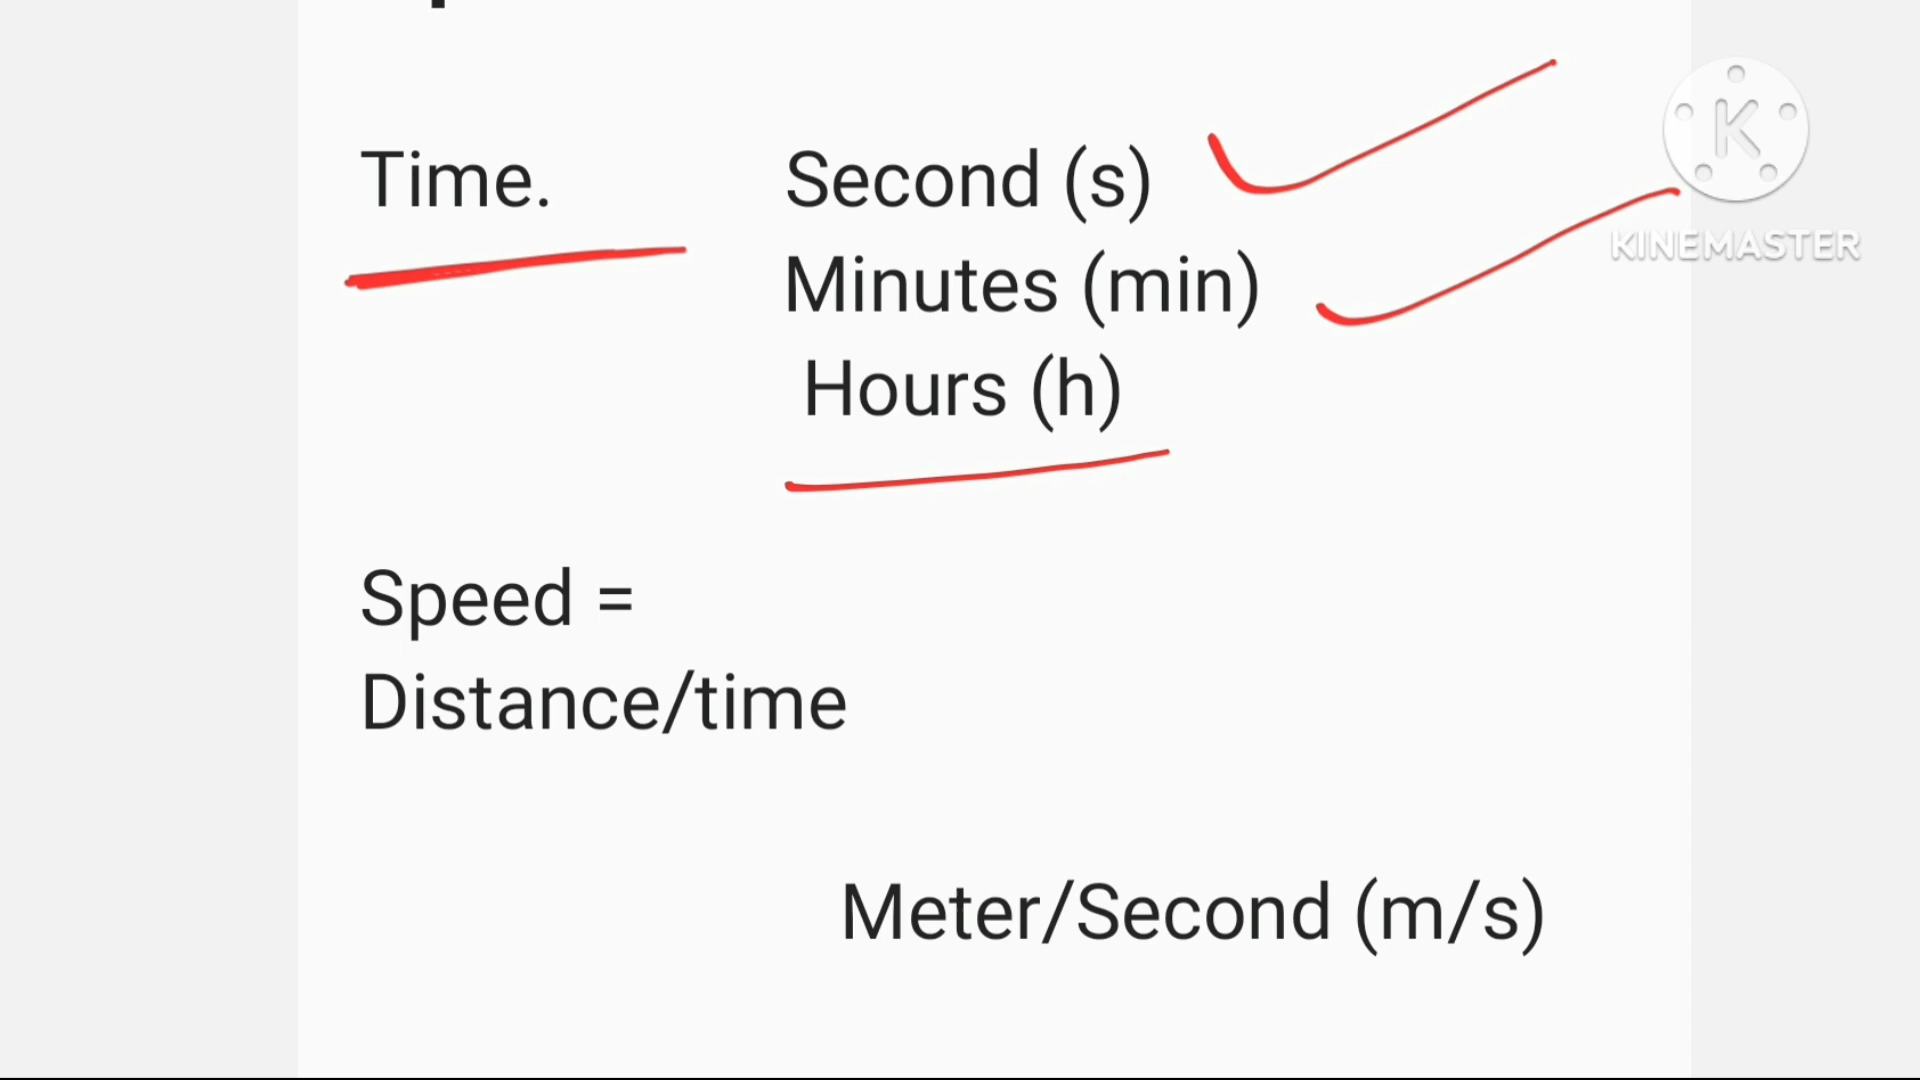 Time. Second (s)
Minutes (min)
Hours (h)
Speed =
Distance/time
Meter/Second (m/s)
K
KINEMASTER